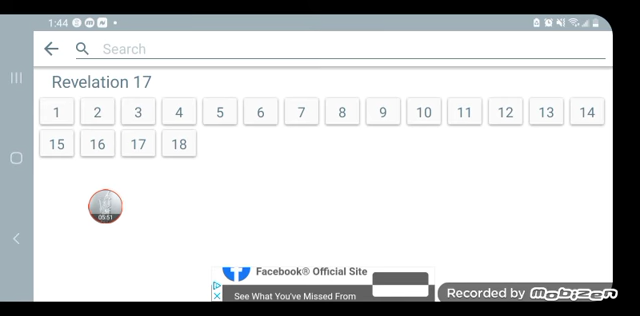 1:44
Search
Revelation 17
1 2 3 4 5 6 7 8 9 10 11 12 13 14
15 16 17 18
05:51
Facebook® Official Site
See What You've Missed From
Recorded by mobizen